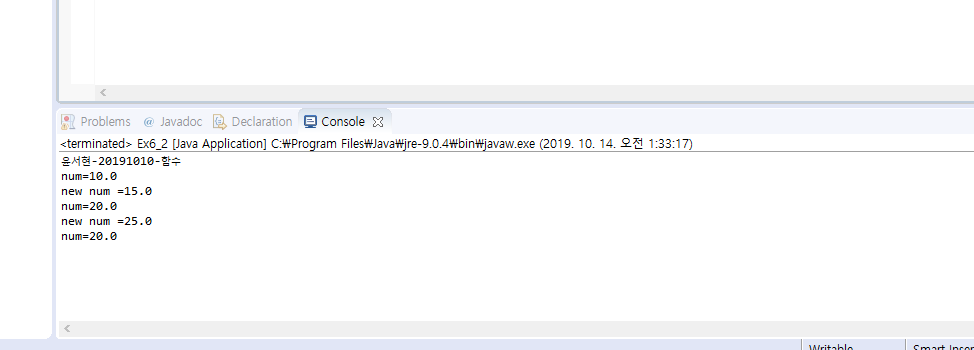 Problems @ Javadoc Declaration Console
<terminated> Ex6_2 [Java Application] C:₩Program Files₩Java₩jre-9.0.4₩bin₩javaw.exe (2019. 10. 14. 오전 1:33:17)
윤서현-20191010-함수
num=10.0
new num =15.0
num=20.0
new num =25.0
num=20.0
Writable Smart Inser